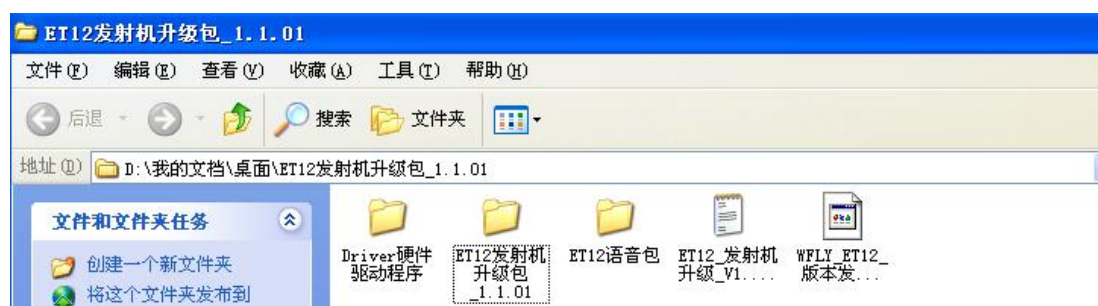 ET12发射机升级包_1.1.01
文件(F) 编辑(E) 查看(V) 收藏(A) 工具(T) 帮助(H)
后退 搜索 文件夹
地址(D) D:\我的文档\桌面\ET12发射机升级包_1.1.01
文件和文件夹任务
创建一个新文件夹
将这个文件夹发布到
Driver硬件
驱动程序
ET12发射机
升级包
_1.1.01
ET12语音包
ET12_发射机
升级_V1....
WFLY_ET12_
版本发...